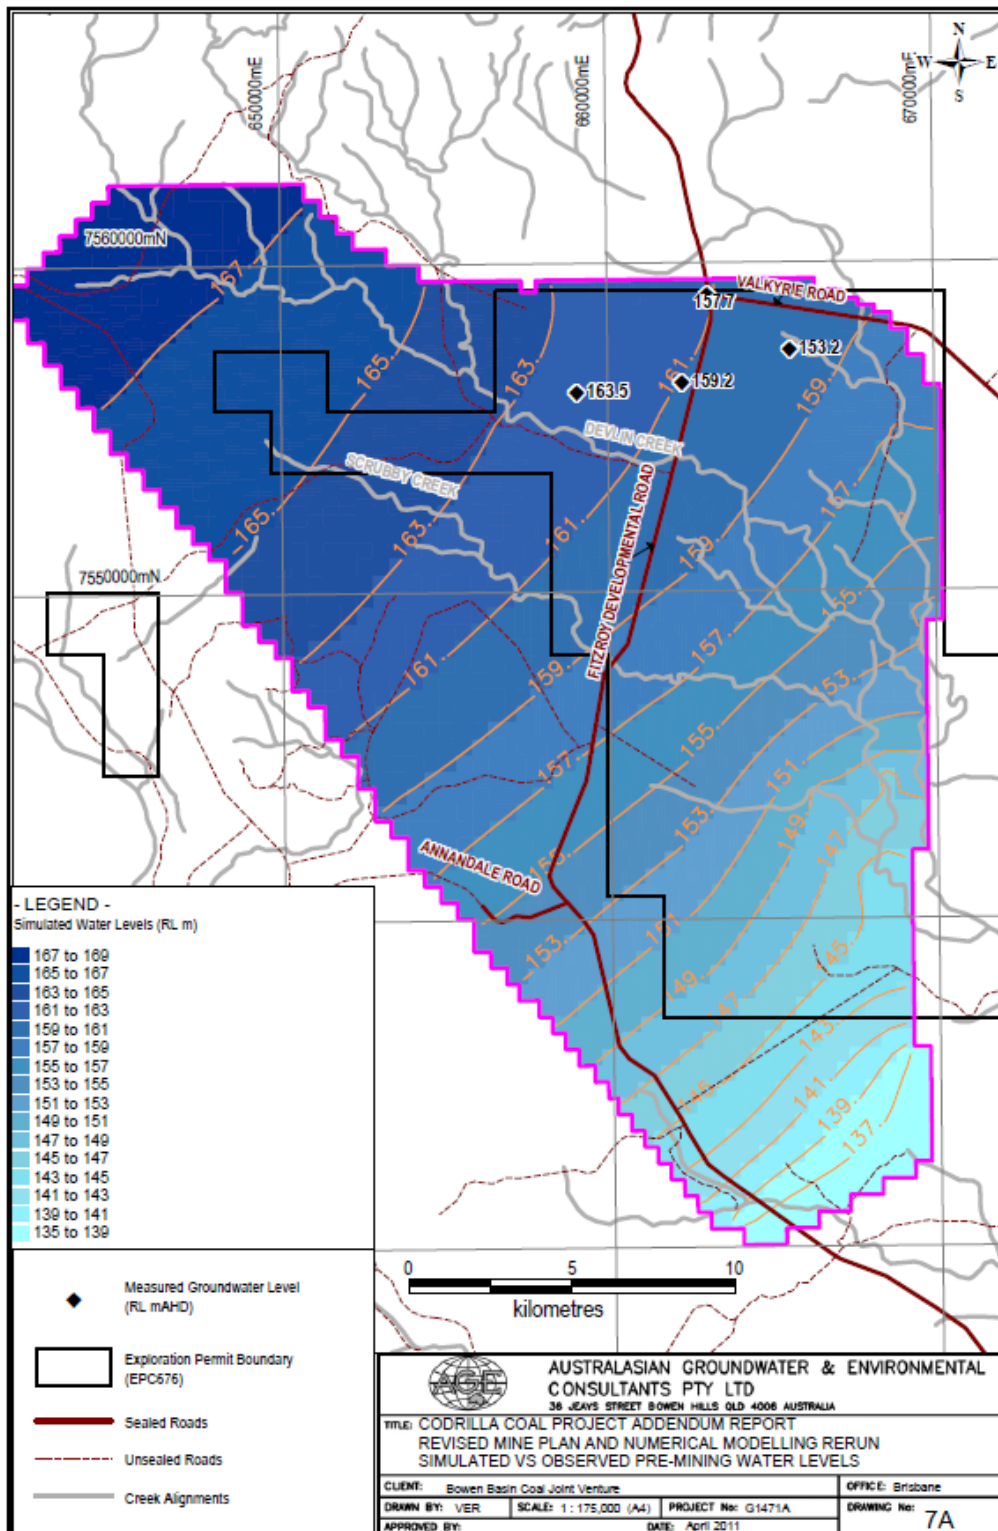 N
W E
S
650000mE
660000mE
670000mE
7560000mN
167
VALKYRIE ROAD
157.7
153.2
165
163
161
159
163.5
159.2
DEVLIN CREEK
SCRUBBY CREEK
157
165
163
161
159
FITZROY DEVELOPMENTAL ROAD
7550000mN
155
157
161
159
153
155
157
151
153
149
147
ANNANDALE ROAD
155
151
153
145
149
147
143
145
141
139
137
- LEGEND -
Simulated Water Levels (RL m)
167 to 169
165 to 167
163 to 165
161 to 163
159 to 161
157 to 159
155 to 157
153 to 155
151 to 153
149 to 151
147 to 149
145 to 147
143 to 145
141 to 143
139 to 141
135 to 139
0 5 10
kilometres
Measured Groundwater Level
(RL mAHD)
Exploration Permit Boundary
(EPC676)
Sealed Roads
Unsealed Roads
Creek Alignments
AGE
AUSTRALASIAN GROUNDWATER & ENVIRONMENTAL
CONSULTANTS PTY LTD
36 JEAYS STREET BOWEN HILLS QLD 4006 AUSTRALIA
TITLE: CODRILLA COAL PROJECT ADDENDUM REPORT
REVISED MINE PLAN AND NUMERICAL MODELLING RERUN
SIMULATED VS OBSERVED PRE-MINING WATER LEVELS
CLIENT: Bowen Basin Coal Joint Venture
OFFICE: Brisbane
DRAWN BY: VER
SCALE: 1 : 175,000 (A4)
PROJECT No: G1471A
DRAWING No: 7A
APPROVED BY:
DATE: April 2011